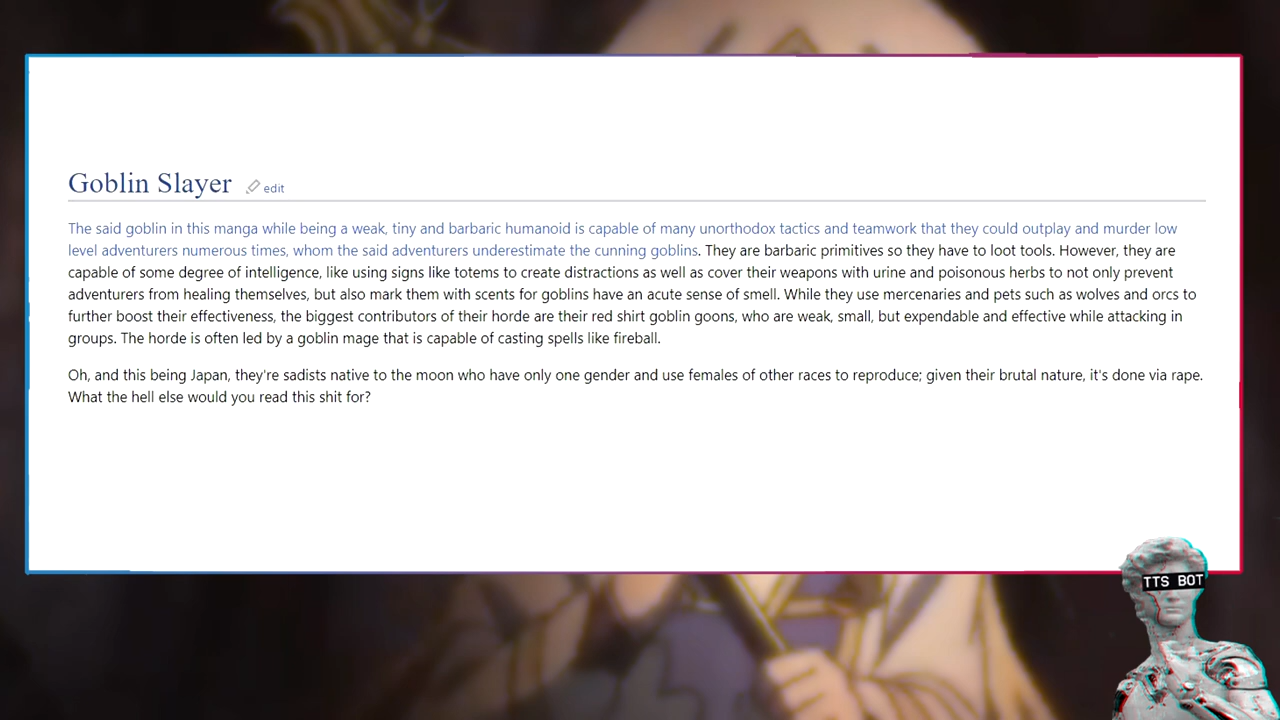 Goblin Slayer edit
The said goblin in this manga while being a weak, tiny and barbaric humanoid is capable of many unorthodox tactics and teamwork that they could outplay and murder low
level adventurers numerous times, whom the said adventurers underestimate the cunning goblins. They are barbaric primitives so they have to loot tools. However, they are
capable of some degree of intelligence, like using signs like totems to create distractions as well as cover their weapons with urine and poisonous herbs to not only prevent
adventurers from healing themselves, but also mark them with scents for goblins have an acute sense of smell. While they use mercenaries and pets such as wolves and orcs to
further boost their effectiveness, the biggest contributors of their horde are their red shirt goblin goons, who are weak, small, but expendable and effective while attacking in
groups. The horde is often led by a goblin mage that is capable of casting spells like fireball.
Oh, and this being Japan, they're sadists native to the moon who have only one gender and use females of other races to reproduce; given their brutal nature, it's done via rape.
What the hell else would you read this shit for?
TTS BOT